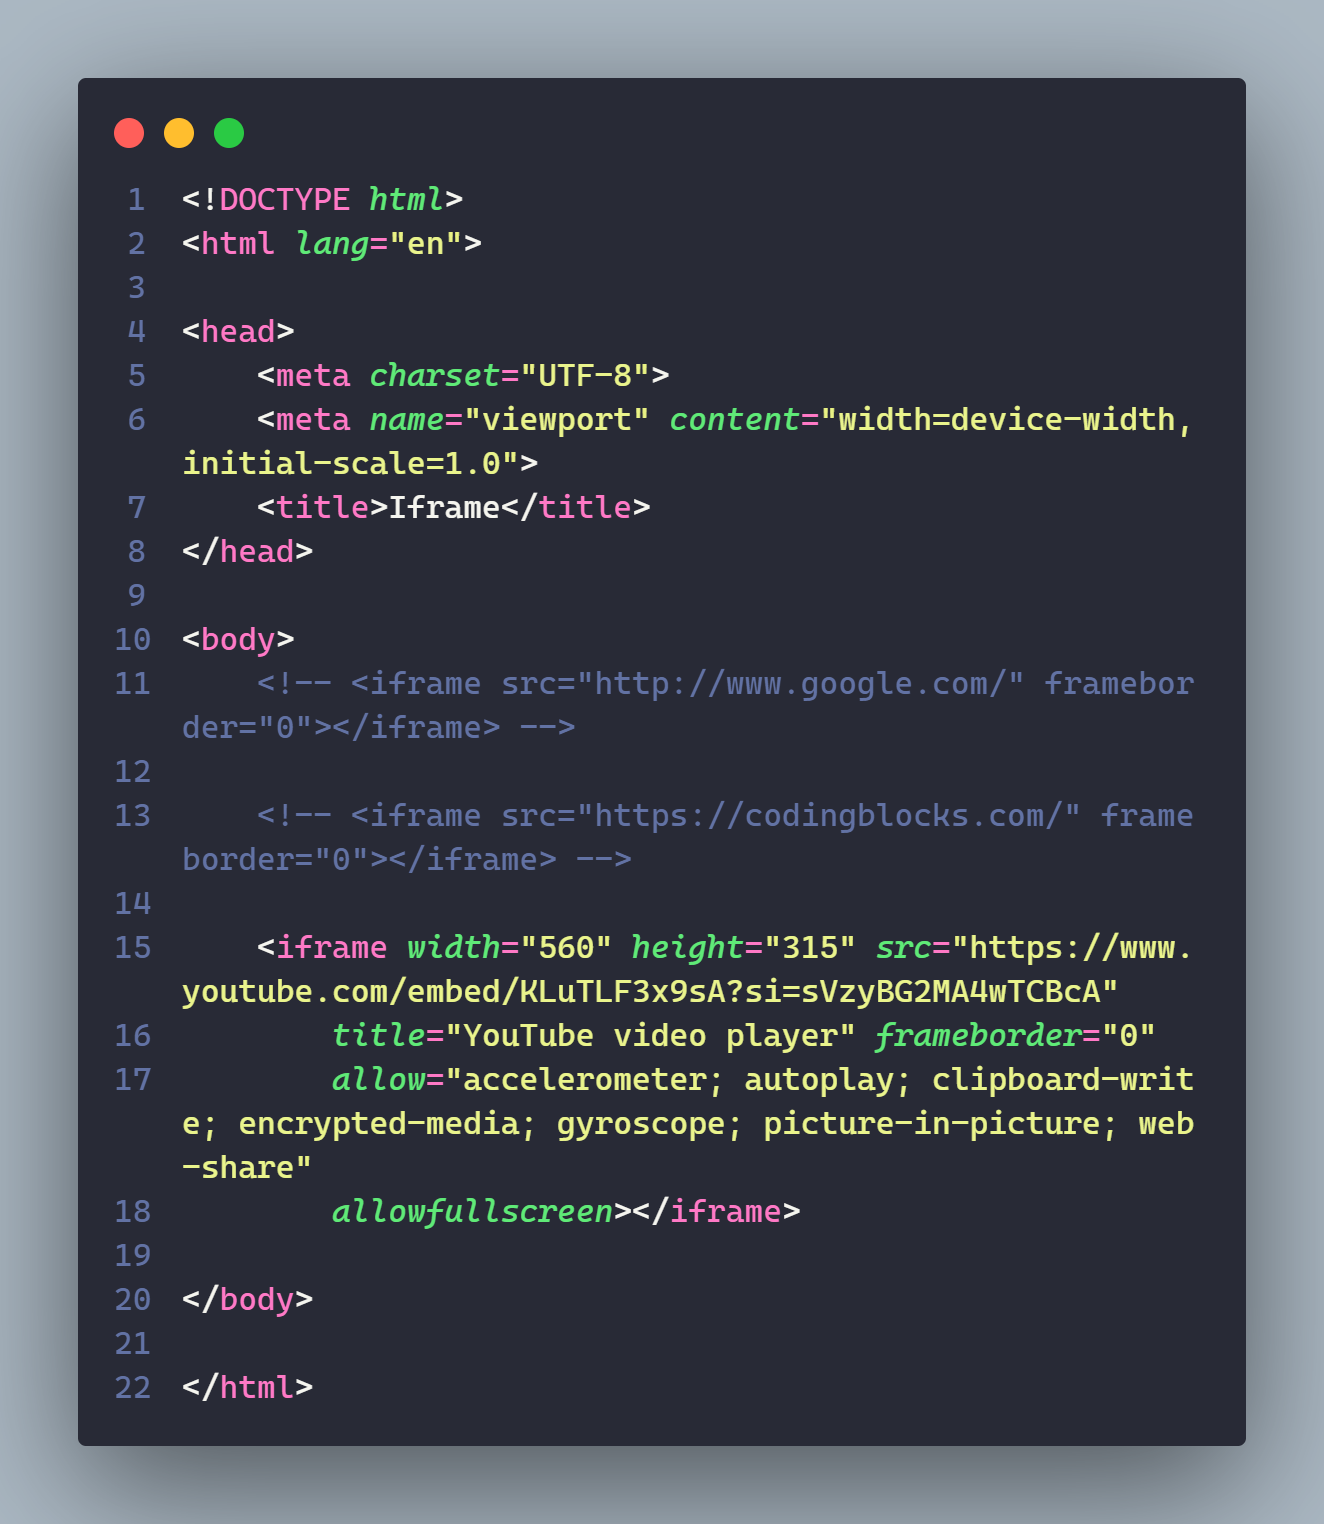 1 <!DOCTYPE html>
2 <html lang="en">
3
4 <head>
5     <meta charset="UTF-8">
6     <meta name="viewport" content="width=device-width,
initial-scale=1.0">
7     <title>Iframe</title>
8 </head>
9
10 <body>
11     <!-- <iframe src="http://www.google.com/" framebor
der="0"></iframe> -->
12
13     <!-- <iframe src="https://codingblocks.com/" frame
border="0"></iframe> -->
14
15     <iframe width="560" height="315" src="https://www.
youtube.com/embed/KLuTLF3x9sA?si=sVzyBG2MA4wTCBcA"
16         title="YouTube video player" frameborder="0"
17         allow="accelerometer; autoplay; clipboard-writ
e; encrypted-media; gyroscope; picture-in-picture; web
-share"
18         allowfullscreen></iframe>
19
20 </body>
21
22 </html>